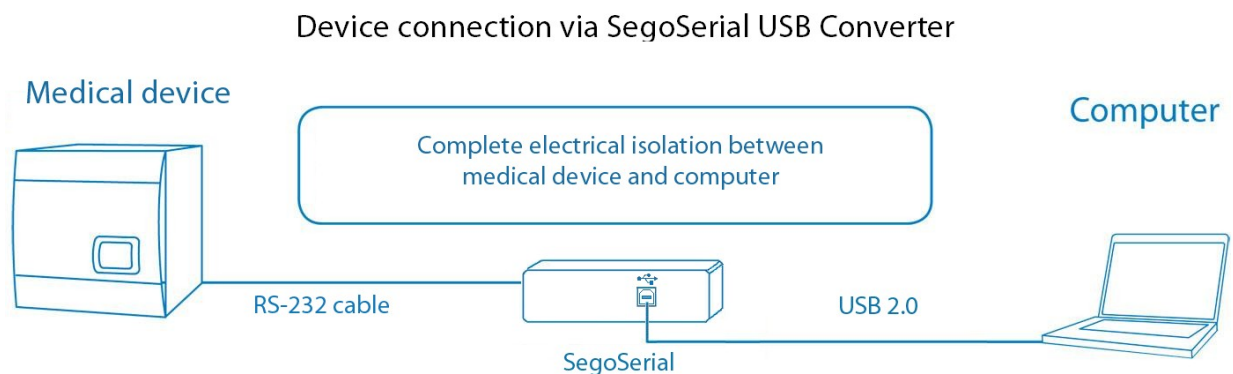 Device connection via SegoSerial USB Converter
Medical device
Computer
Complete electrical isolation between
medical device and computer
RS-232 cable
USB 2.0
SegoSerial